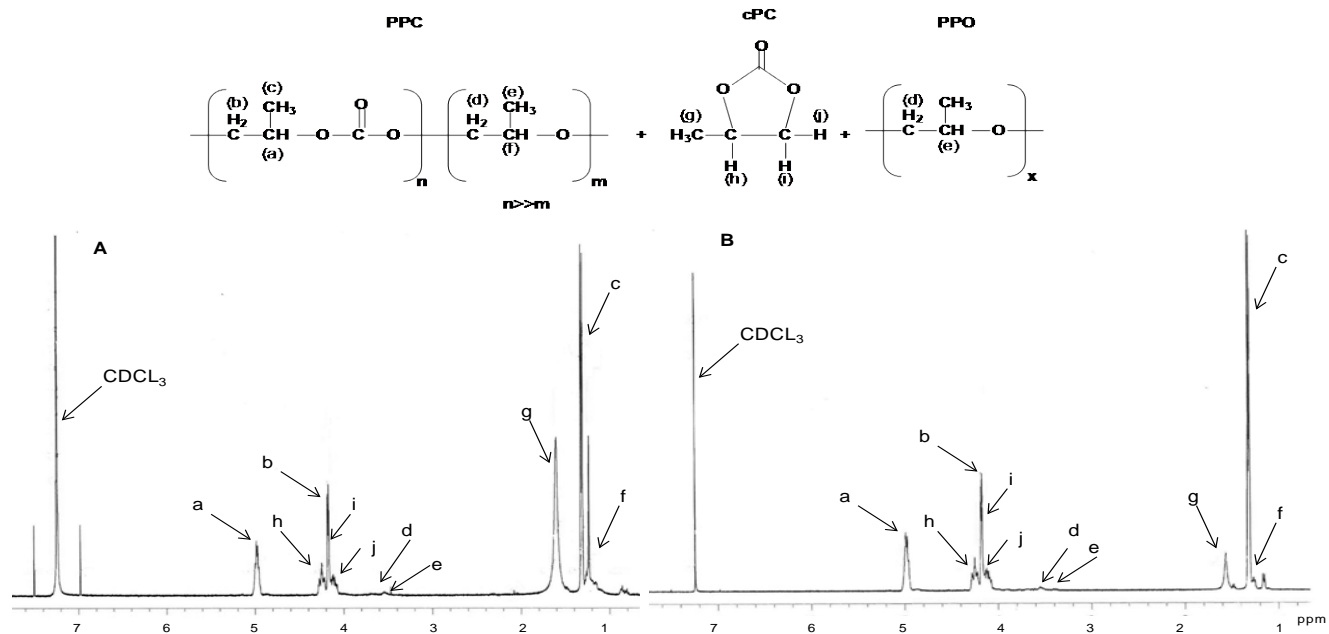 PPC cPC PPO
(b) (c) CH3 O (d) (e) CH3 O (d) CH3
H2 H2 O O (g) (j) H2
C CH O O C CH O + H3C H + C CH O
(a) (f) H H (e)
n m (h) (i) x
n>>m
A
CDCL3
a
h
b
i
j
d
e
g
c
f
7 6 5 4 3 2 1
B
CDCL3
a
h
b
i
j
d
e
g
c
f
7 6 5 4 3 2 1 ppm